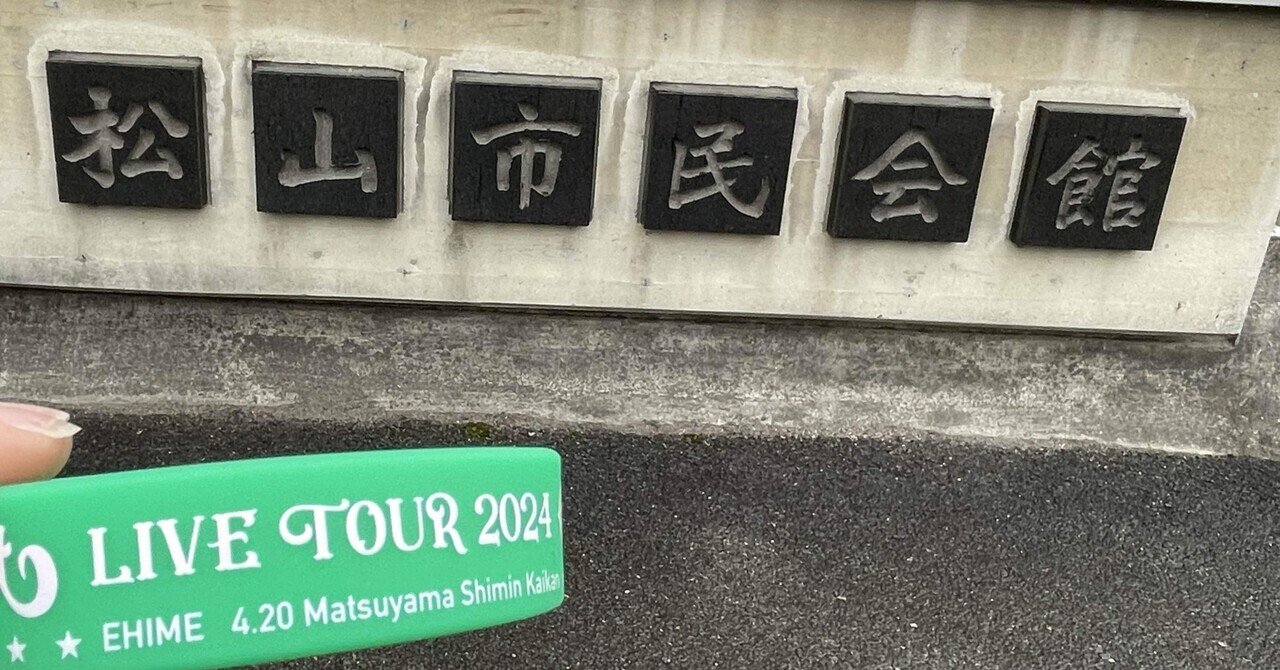 松山市民会館
LIVE TOUR 2024
EHIME 4.20 Matsuyama Shimin Kaikan